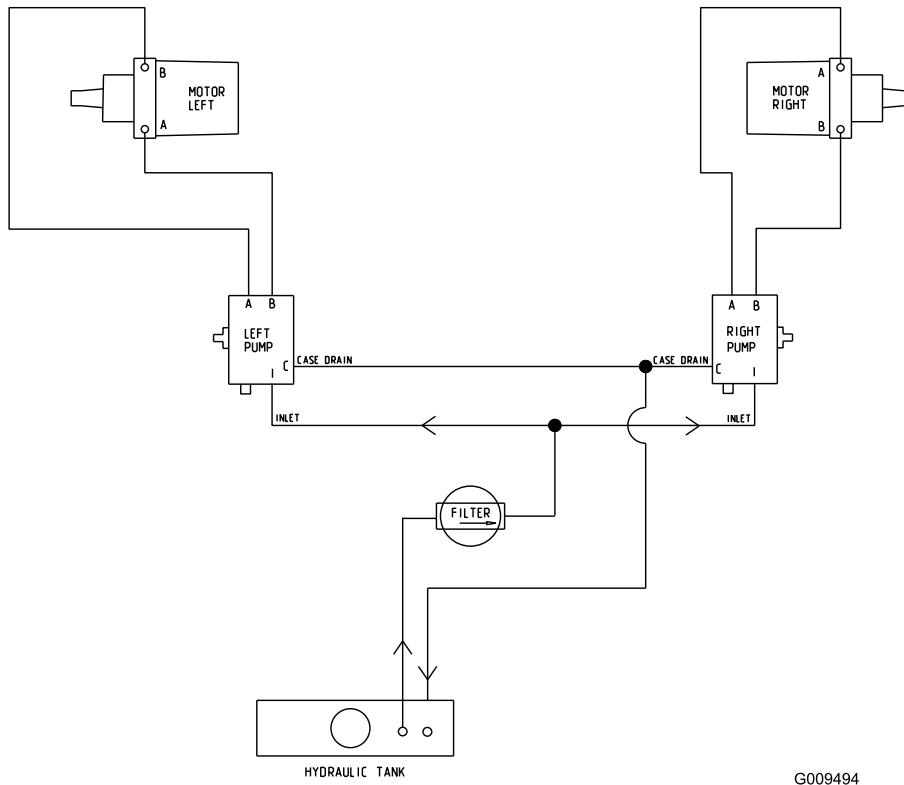 B
MOTOR
LEFT
A
A
MOTOR
RIGHT
B
A B
LEFT
PUMP
C
I
CASE DRAIN
INLET
A B
RIGHT
PUMP
CASE DRAIN
C
I
INLET
FILTER
HYDRAULIC TANK
G009494